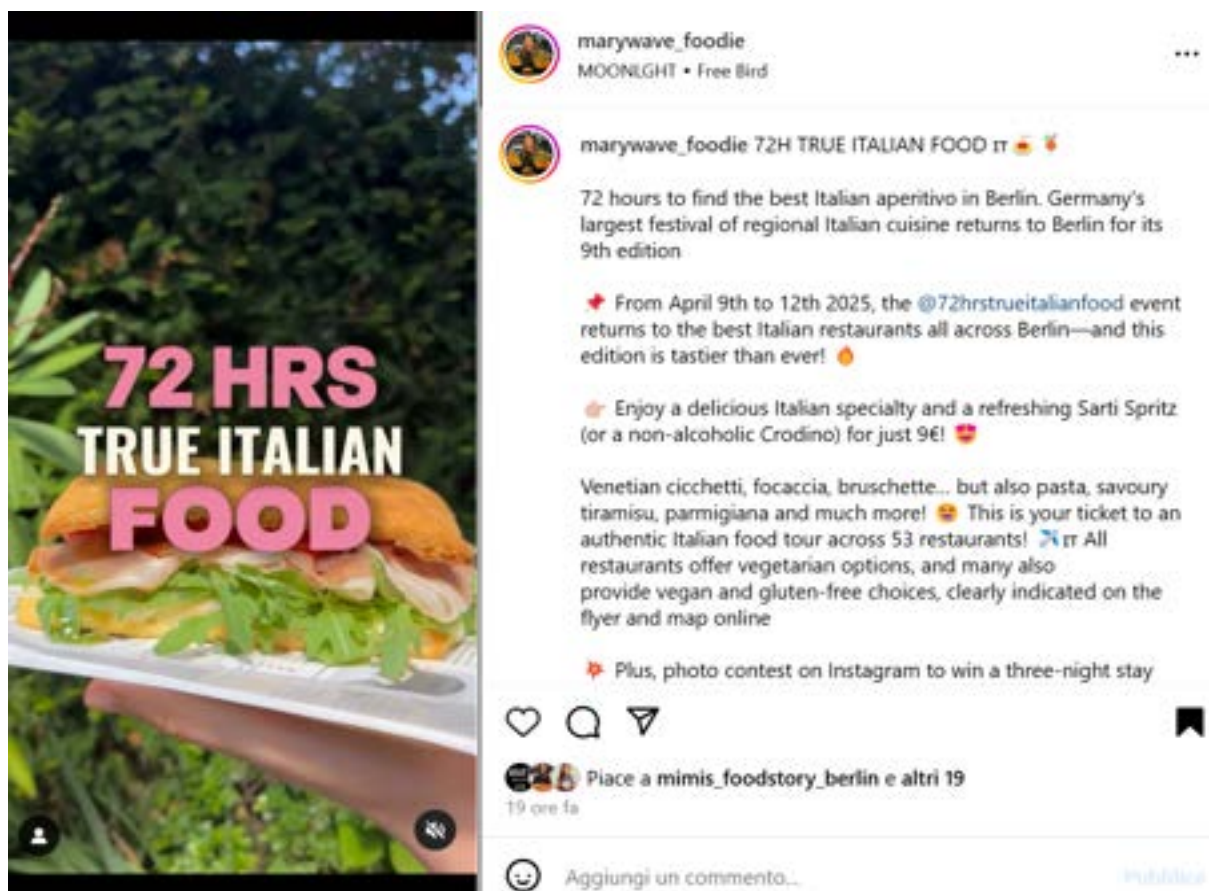 72 HRS
TRUE ITALIAN
FOOD
marywave_foodie
MOONLGHT • Free Bird
marywave_foodie 72H TRUE ITALIAN FOOD IT 🍝 🍹
72 hours to find the best Italian aperitivo in Berlin. Germany's
largest festival of regional Italian cuisine returns to Berlin for its
9th edition
📌 From April 9th to 12th 2025, the @72hrstrueitalianfood event
returns to the best Italian restaurants all across Berlin—and this
edition is tastier than ever! 🔥
👉🏻 Enjoy a delicious Italian specialty and a refreshing Sarti Spritz
(or a non-alcoholic Crodino) for just 9€! 😍
Venetian cicchetti, focaccia, bruschette... but also pasta, savoury
tiramisu, parmigiana and much more! 🤩 This is your ticket to an
authentic Italian food tour across 53 restaurants! ✈️ IT All
restaurants offer vegetarian options, and many also
provide vegan and gluten-free choices, clearly indicated on the
flyer and map online
💥 Plus, photo contest on Instagram to win a three-night stay
Piace a mimis_foodstory_berlin e altri 19
19 ore fa
Aggiungi un commento...
Pubblica